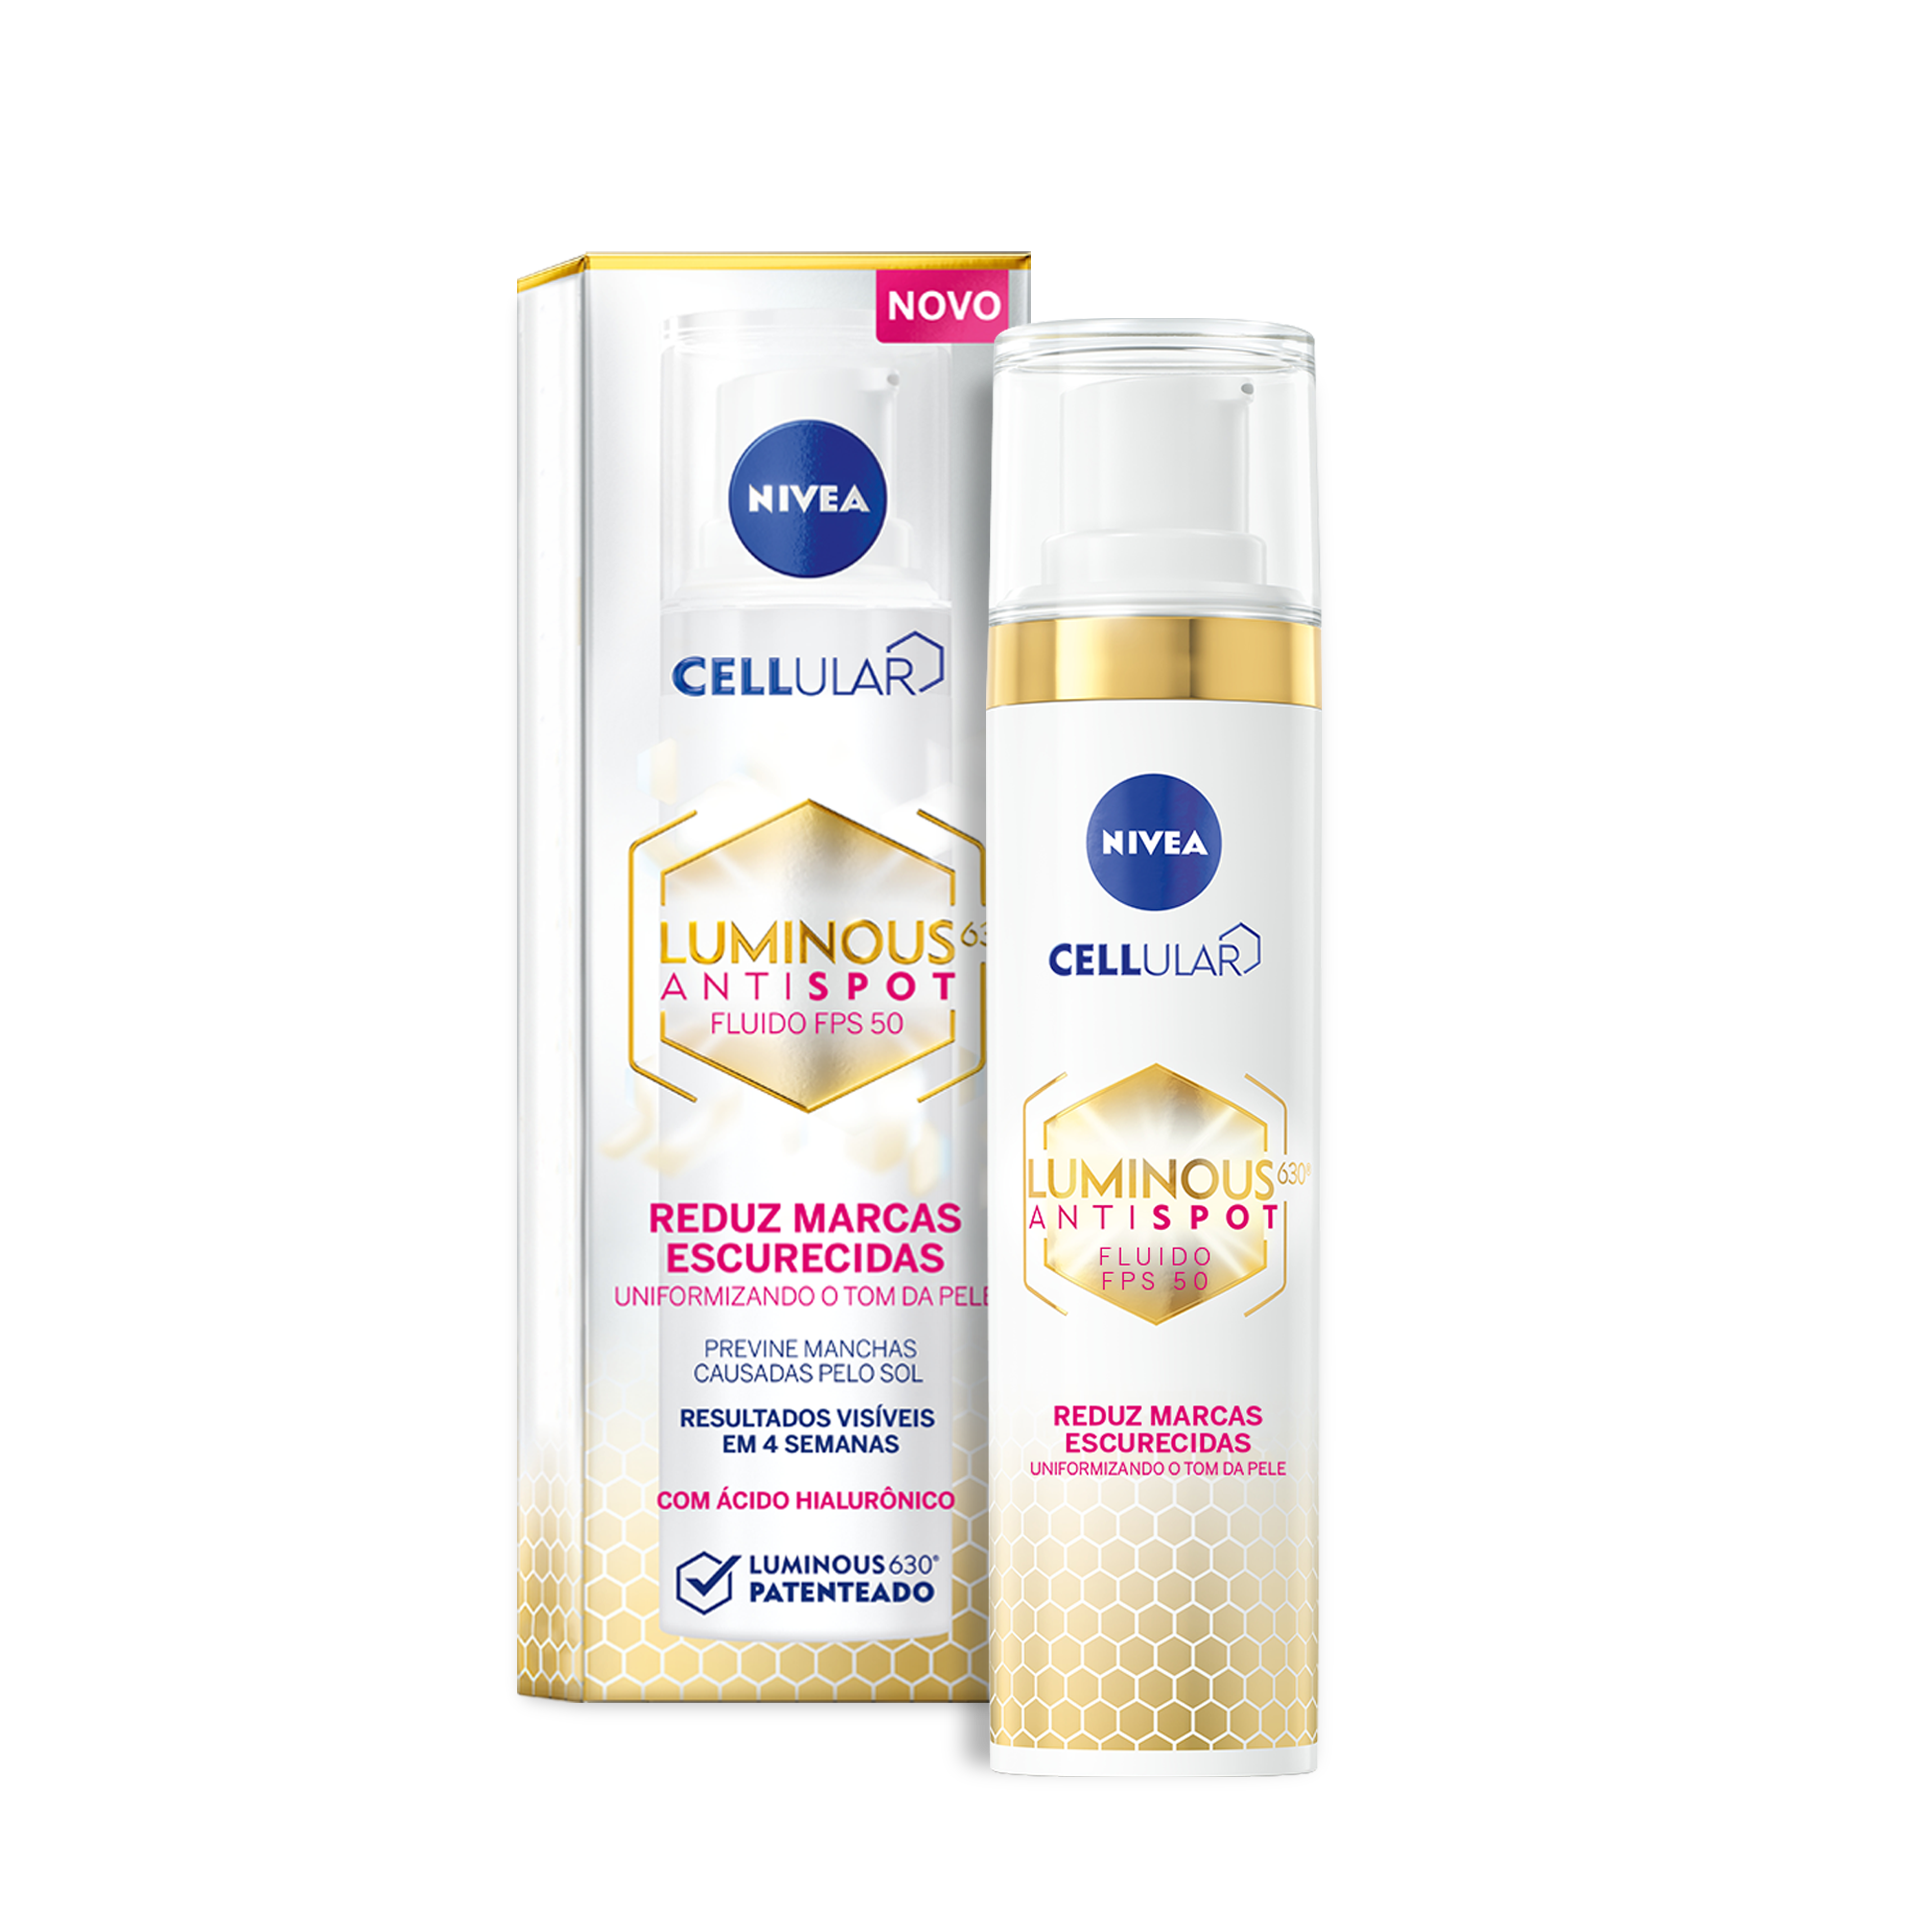 NOVO
NIVEA
CELLULAR
LUMINOUS
ANTISPOT
FLUIDO FPS 50
REDUZ MARCAS
ESCURECIDAS
UNIFORMIZANDO O TOM DA PELE
PREVINE MANCHAS
CAUSADAS PELO SOL
RESULTADOS VISÍVEIS
EM 4 SEMANAS
COM ÁCIDO HIALURÔNICO
LUMINOUS630®
PATENTEADO
NIVEA
CELLULAR
LUMINOUS630®
ANTISPOT
FLUIDO
FPS 50
REDUZ MARCAS
ESCURECIDAS
UNIFORMIZANDO O TOM DA PELE